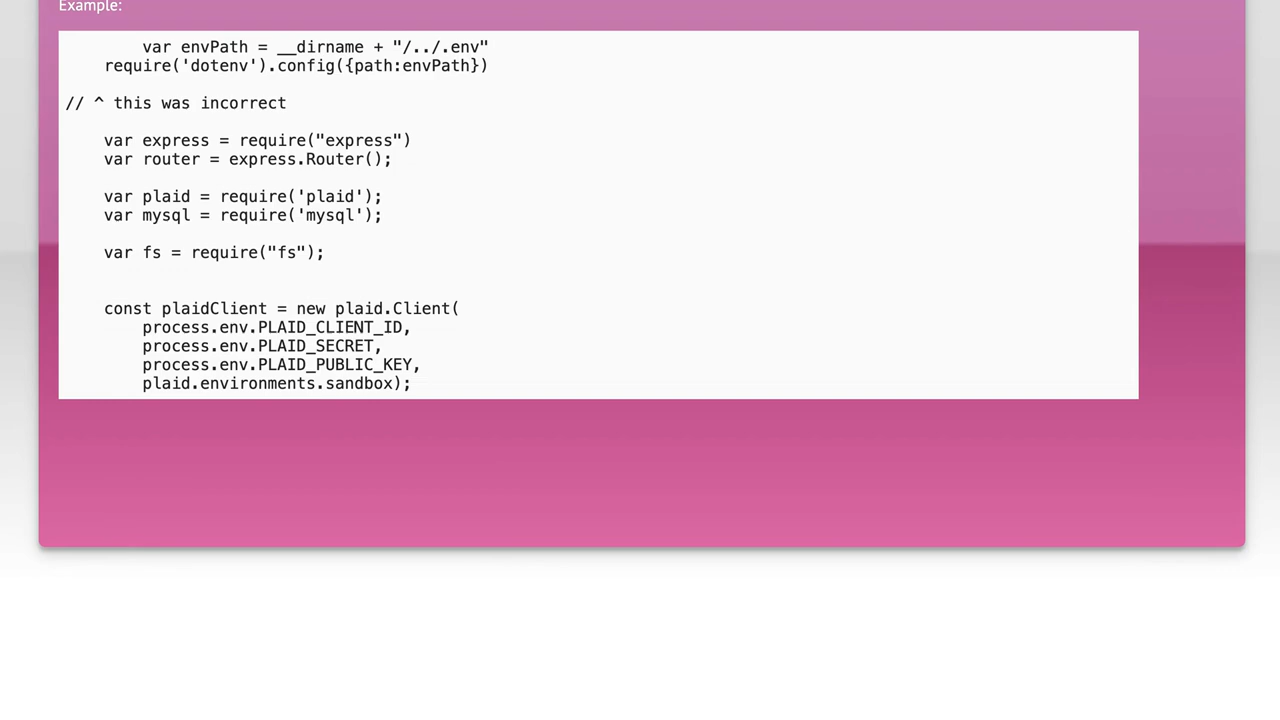 Example:
var envPath = __dirname + "/../.env"
require('dotenv').config({path:envPath})
// ^ this was incorrect
var express = require("express")
var router = express.Router();
var plaid = require('plaid');
var mysql = require('mysql');
var fs = require("fs");
const plaidClient = new plaid.Client(
process.env.PLAID_CLIENT_ID,
process.env.PLAID_SECRET,
process.env.PLAID_PUBLIC_KEY,
plaid.environments.sandbox);